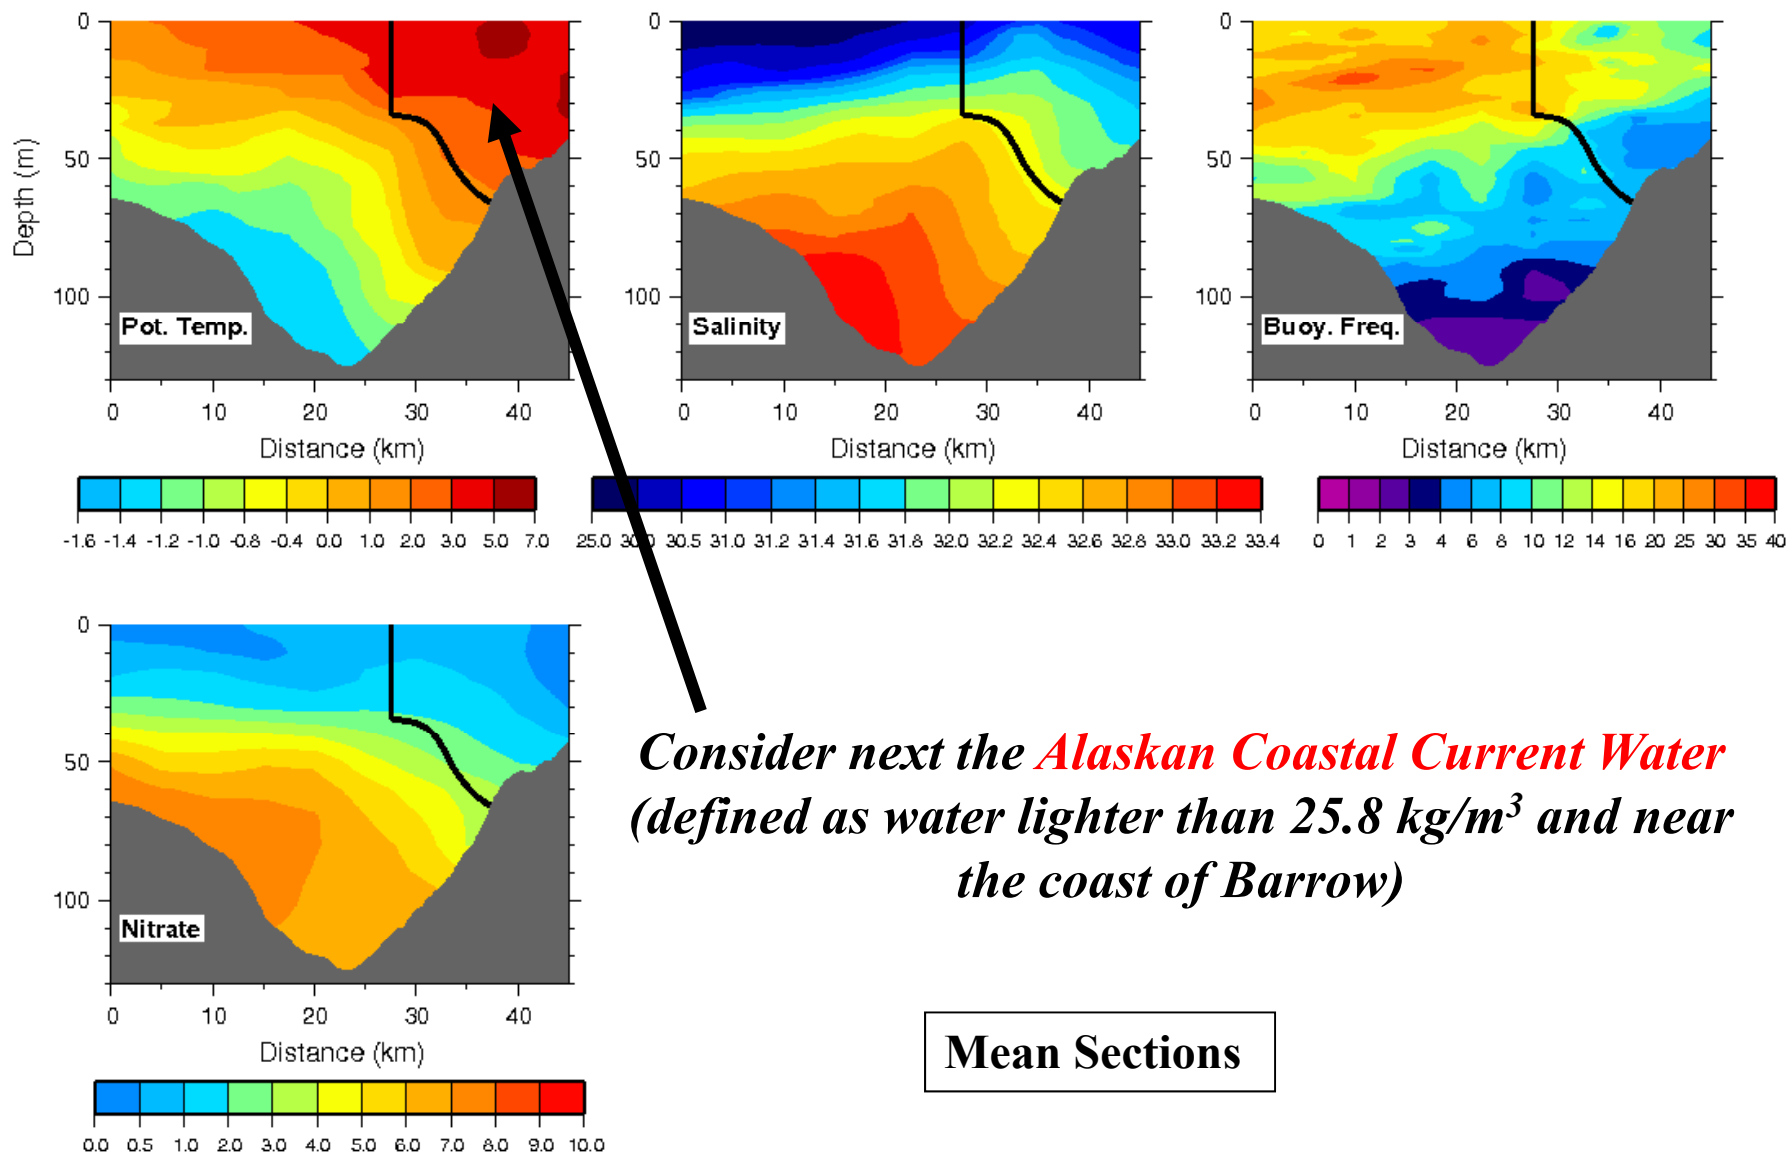 0
50
100
Depth (m)
Pot. Temp.
0 10 20 30 40
Distance (km)
-1.6 -1.4 -1.2 -1.0 -0.8 -0.4 0.0 1.0 2.0 3.0 5.0 7.0
0
50
100
Salinity
0 10 20 30 40
Distance (km)
25.0 30.5 31.0 31.2 31.4 31.6 31.8 32.0 32.2 32.4 32.6 32.8 33.0 33.2 33.4
0
50
100
Buoy. Freq.
0 10 20 30 40
Distance (km)
0 1 2 3 4 6 8 10 12 14 16 20 25 30 35 40
0
50
100
Nitrate
0 10 20 30 40
Distance (km)
0.0 0.5 1.0 2.0 3.0 4.0 5.0 6.0 7.0 8.0 9.0 10.0
Consider next the Alaskan Coastal Current Water
(defined as water lighter than 25.8 kg/m³ and near
the coast of Barrow)
Mean Sections